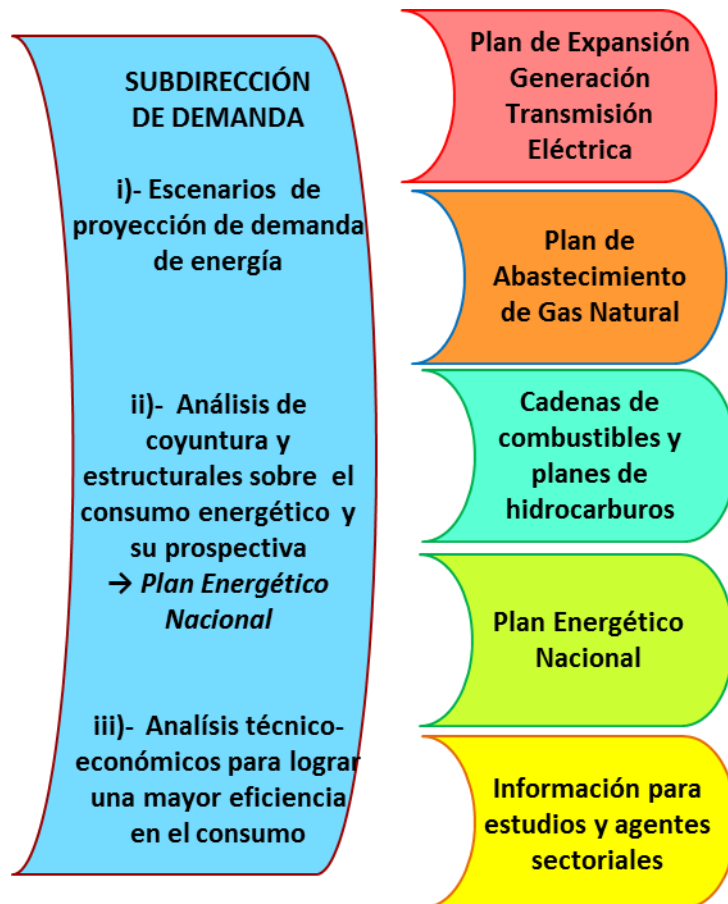 SUBDIRECCIÓN
DE DEMANDA
i)- Escenarios de
proyección de demanda
de energía
ii)- Análisis de
coyuntura y
estructurales sobre el
consumo energético y
su prospectiva
→ Plan Energético
Nacional
iii)- Analísis técnico-
económicos para lograr
una mayor eficiencia
en el consumo
Plan de Expansión
Generación
Transmisión
Eléctrica
Plan de
Abastecimiento
de Gas Natural
Cadenas de
combustibles y
planes de
hidrocarburos
Plan Energético
Nacional
Información para
estudios y agentes
sectoriales